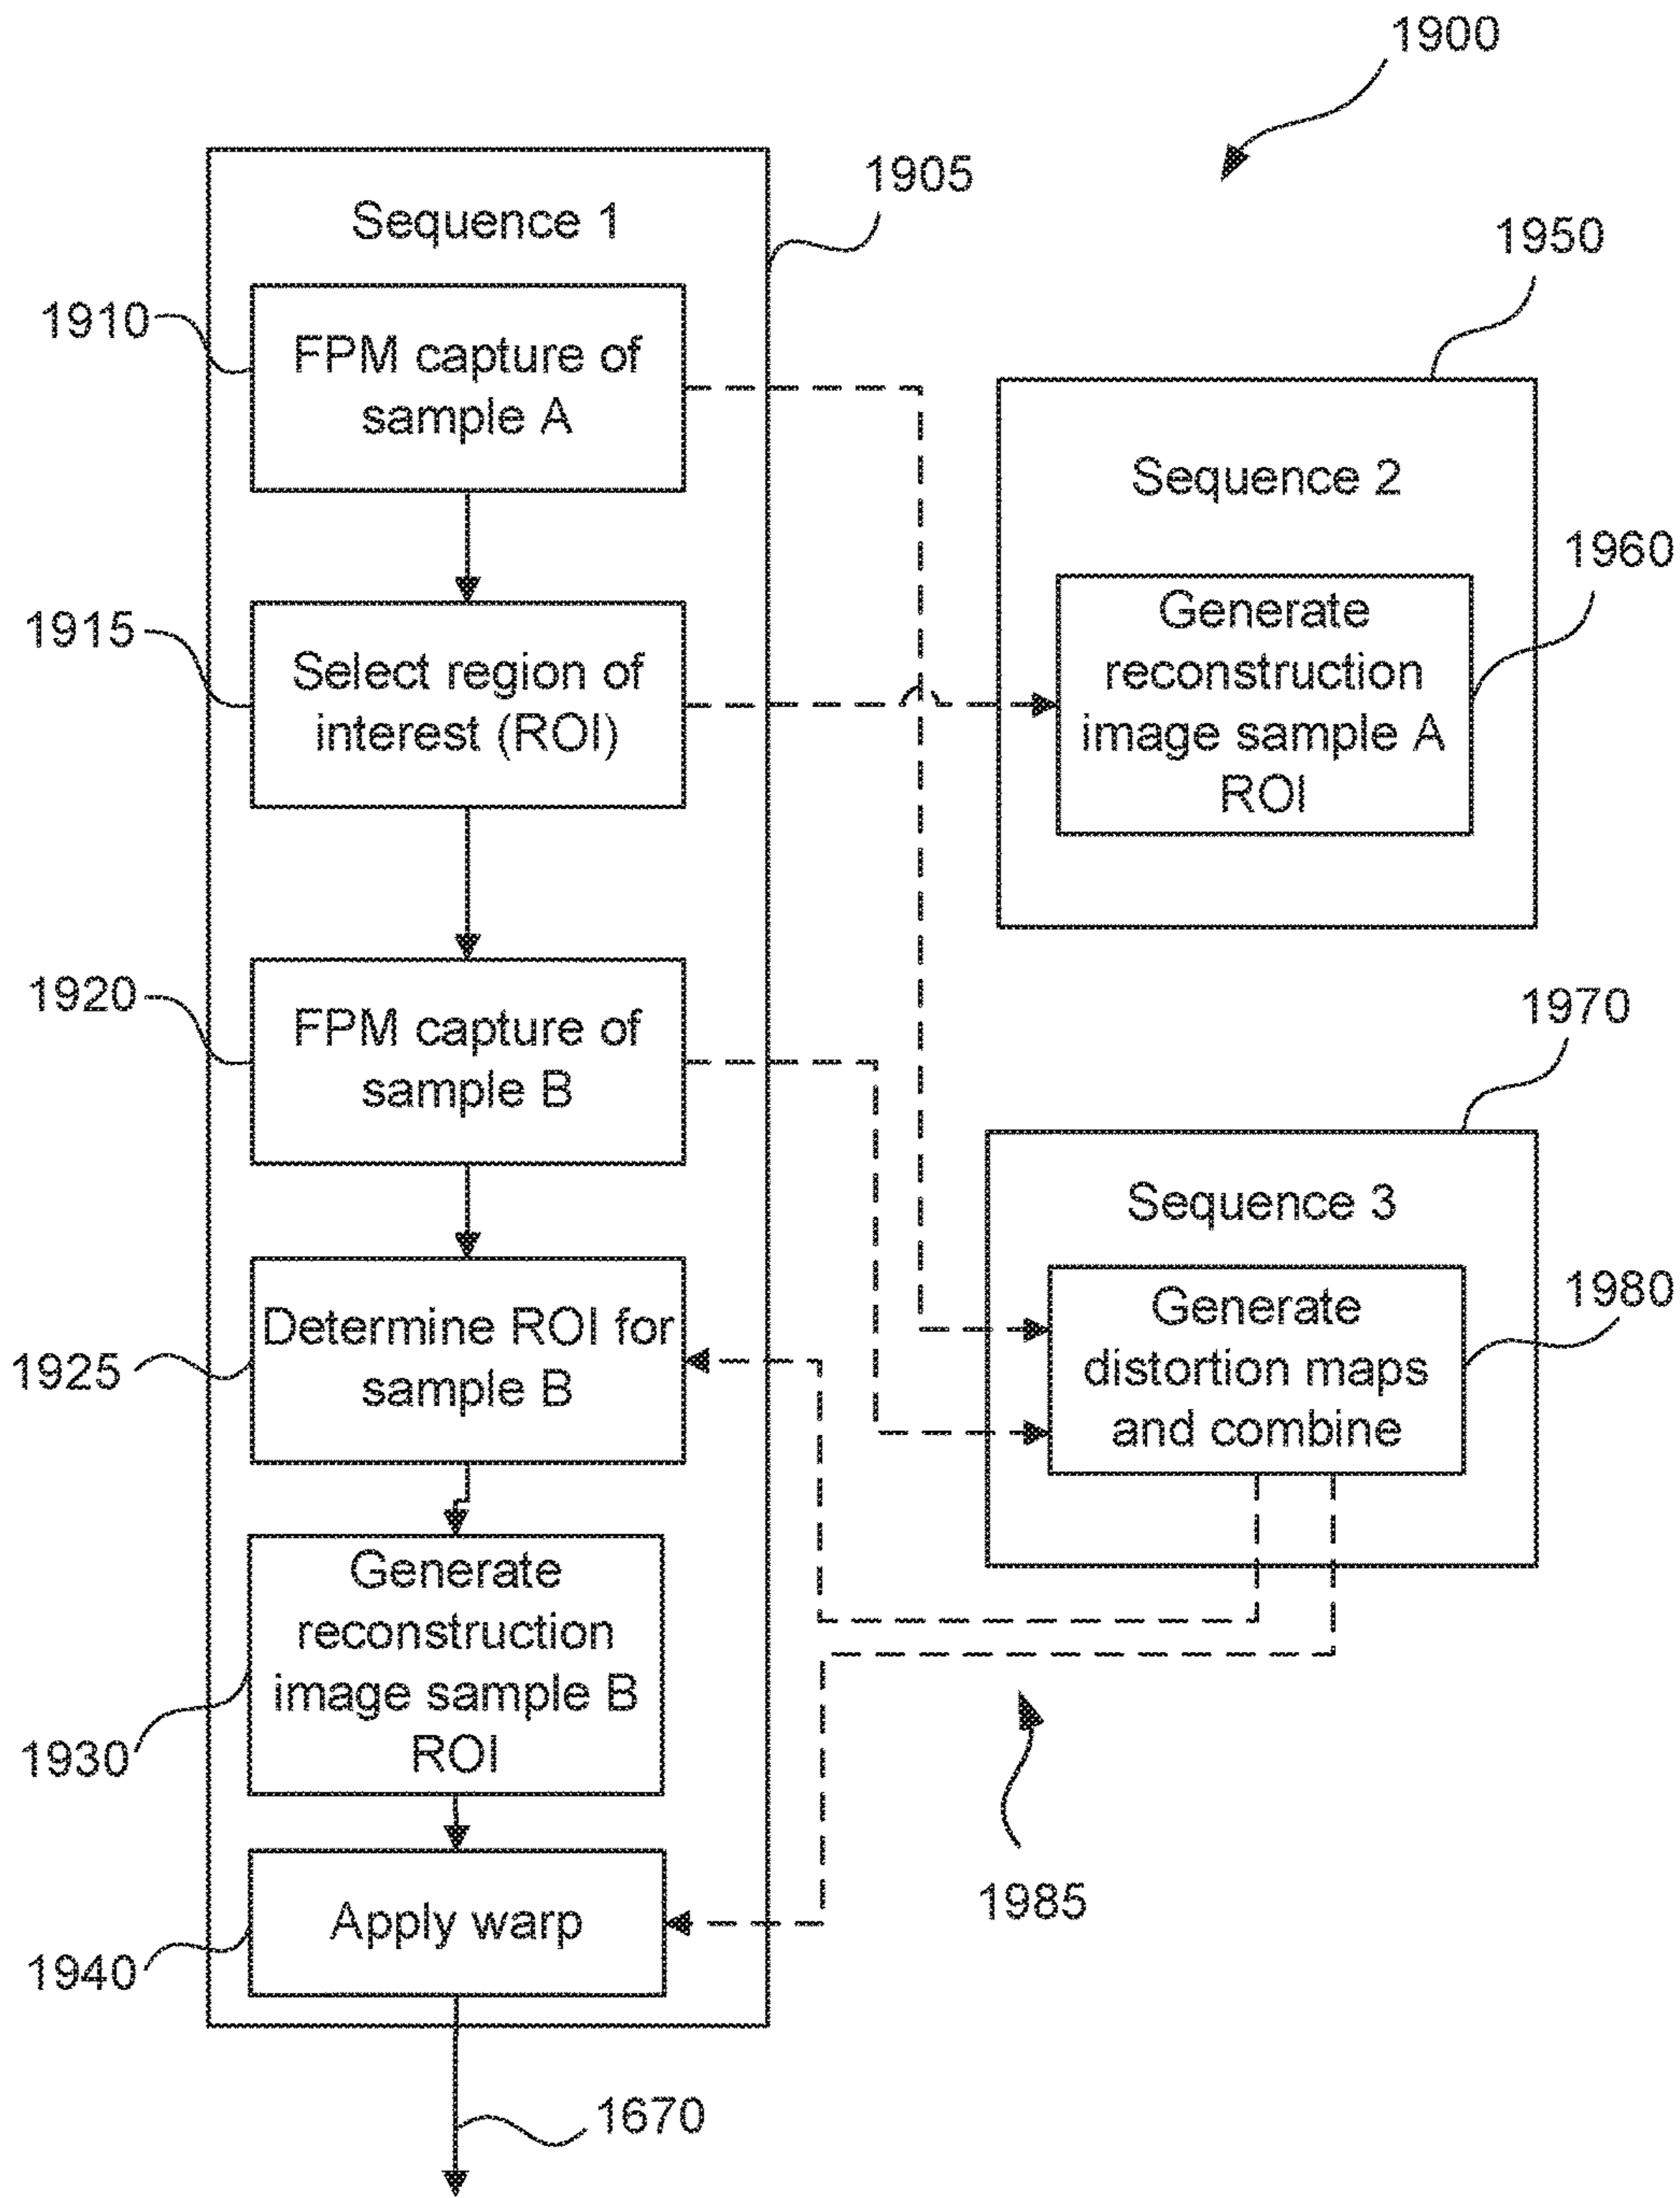 1900
1905
Sequence 1
1950
1910
FPM capture of
sample A
Sequence 2
1960
Generate
reconstruction
image sample A
ROI
1915
Select region of
interest (ROI)
1920
FPM capture of
sample B
1970
Sequence 3
1980
Generate
distortion maps
and combine
1925
Determine ROI for
sample B
Generate
reconstruction
image sample B
ROI
1930
1985
Apply warp
1940
1670